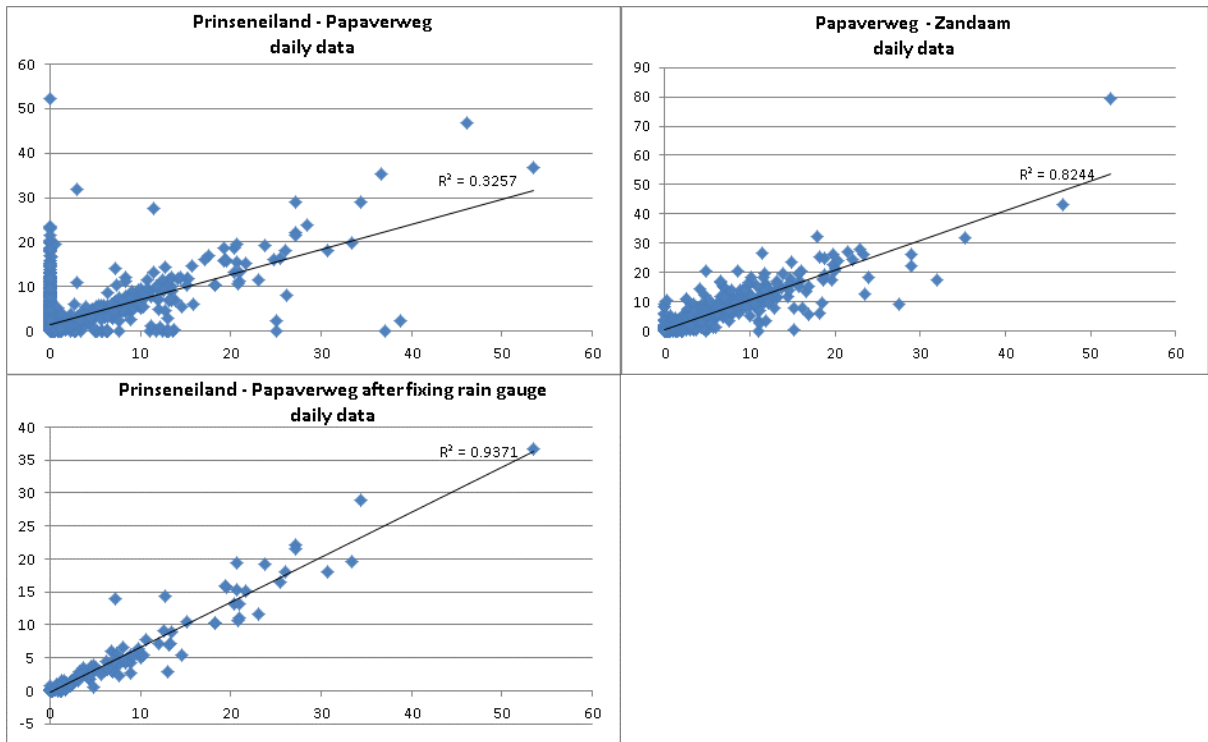 Prinseneiland - Papaverweg
daily data
60
50
40
30
20
10
0
R² = 0.3257
0 10 20 30 40 50 60
Papaverweg - Zandaam
daily data
90
80
70
60
50
40
30
20
10
0
R² = 0.8244
0 10 20 30 40 50 60
Prinseneiland - Papaverweg after fixing rain gauge
daily data
40
35
30
25
20
15
10
5
0
-5
R² = 0.9371
0 10 20 30 40 50 60